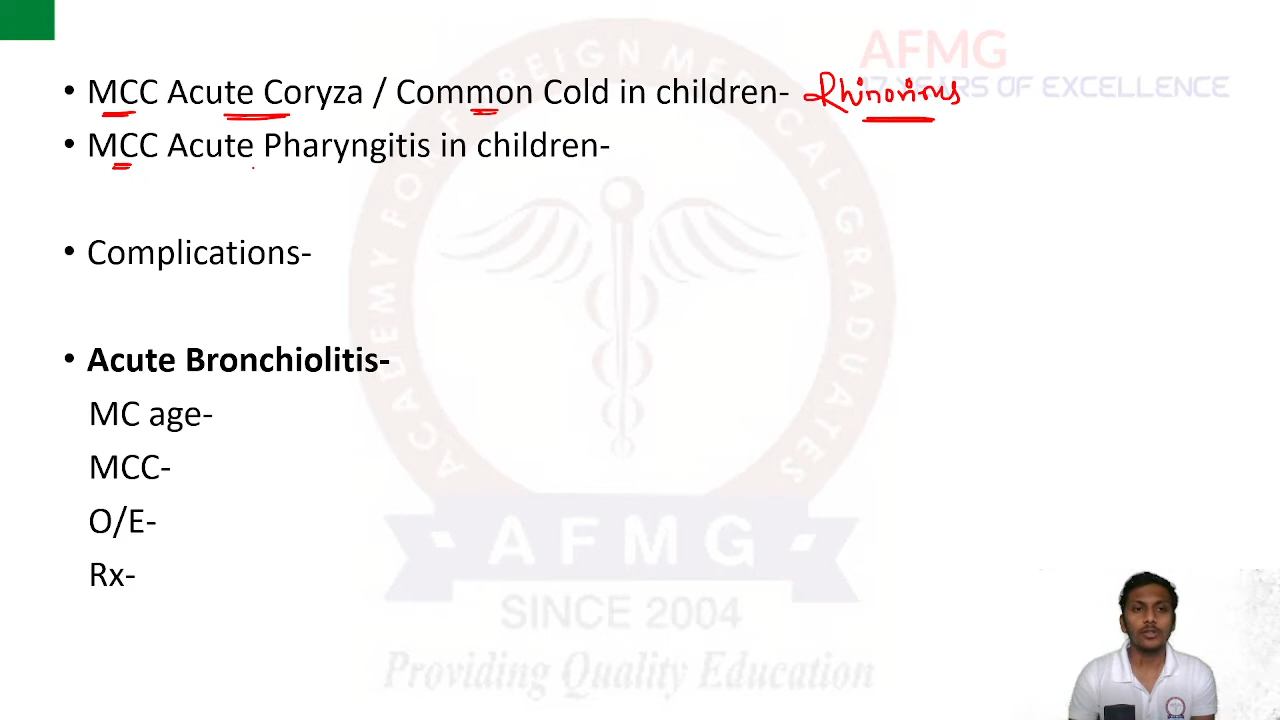 AFMG
17 YEARS OF EXCELLENCE
• MCC Acute Coryza / Common Cold in children- Rhinovirus
• MCC Acute Pharyngitis in children-
• Complications-
• Acute Bronchiolitis-
MC age-
MCC-
O/E-
Rx-
ACADEMY FOR FOREIGN MEDICAL GRADUATES
AFMG
SINCE 2004
Providing Quality Education